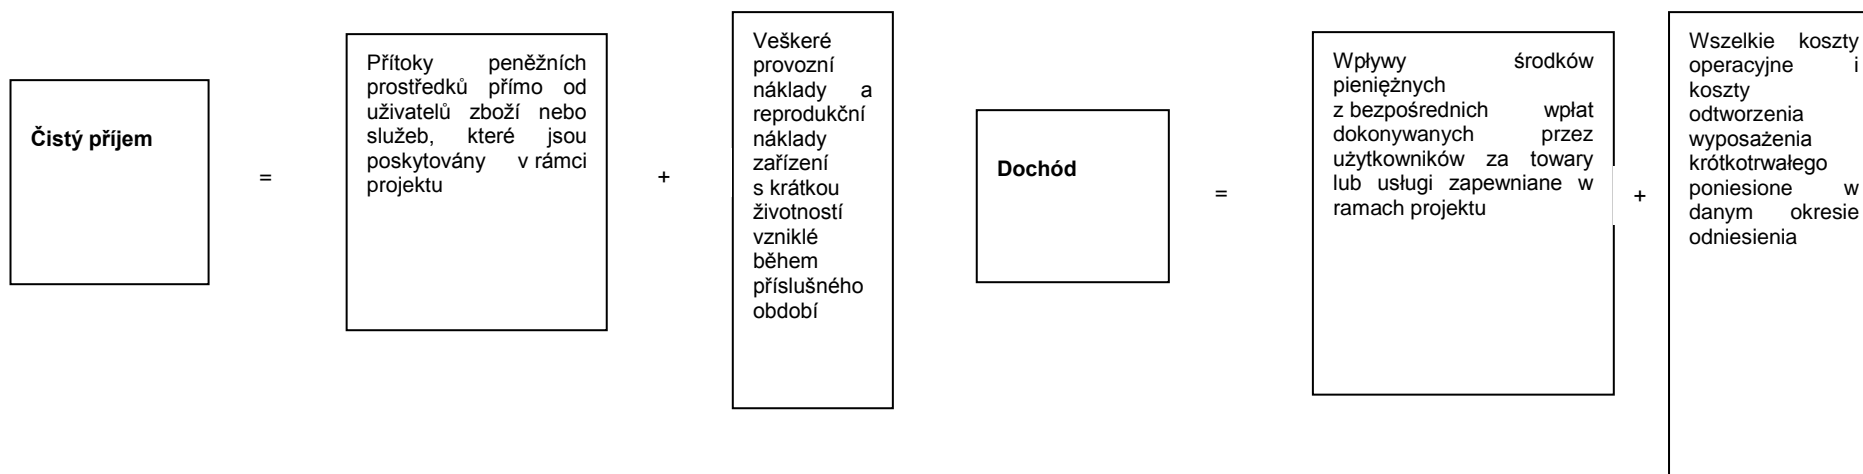 Čistý příjem
=
Přítoky peněžních
prostředků přímo od
uživatelů zboží nebo
služeb, které jsou
poskytovány v rámci
projektu
+
Veškeré
provozní
náklady a
reprodukční
náklady
zařízení
s krátkou
životností
vzniklé
během
příslušného
období
Dochód
=
Wpływy środków
pieniężnych
z bezpośrednich wpłat
dokonywanych przez
użytkowników za towary
lub usługi zapewniane w
ramach projektu
+
Wszelkie koszty
operacyjne i
koszty
odtworzenia
wyposażenia
krótkotrwałego
poniesione w
danym okresie
odniesienia